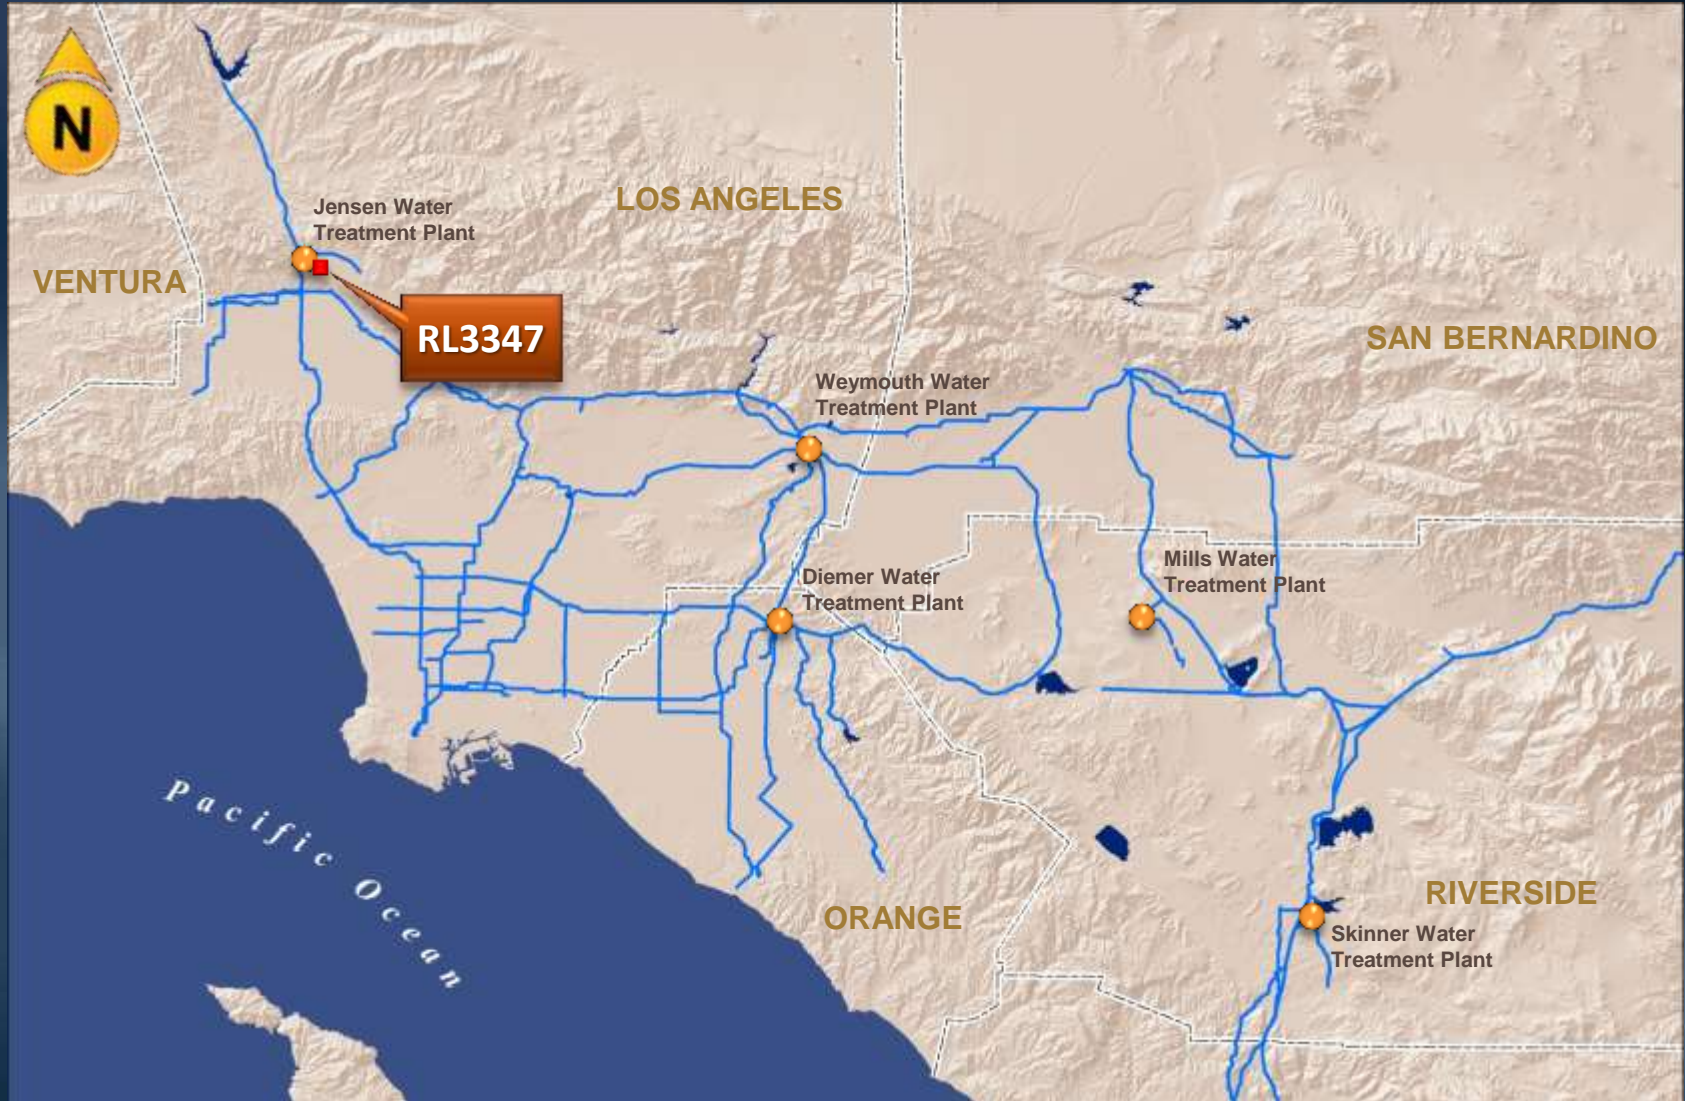 N
LOS ANGELES
Jensen Water
Treatment Plant
VENTURA
RL3347
SAN BERNARDINO
Weymouth Water
Treatment Plant
Mills Water
Treatment Plant
Diemer Water
Treatment Plant
Pacific Ocean
RIVERSIDE
ORANGE
Skinner Water
Treatment Plant